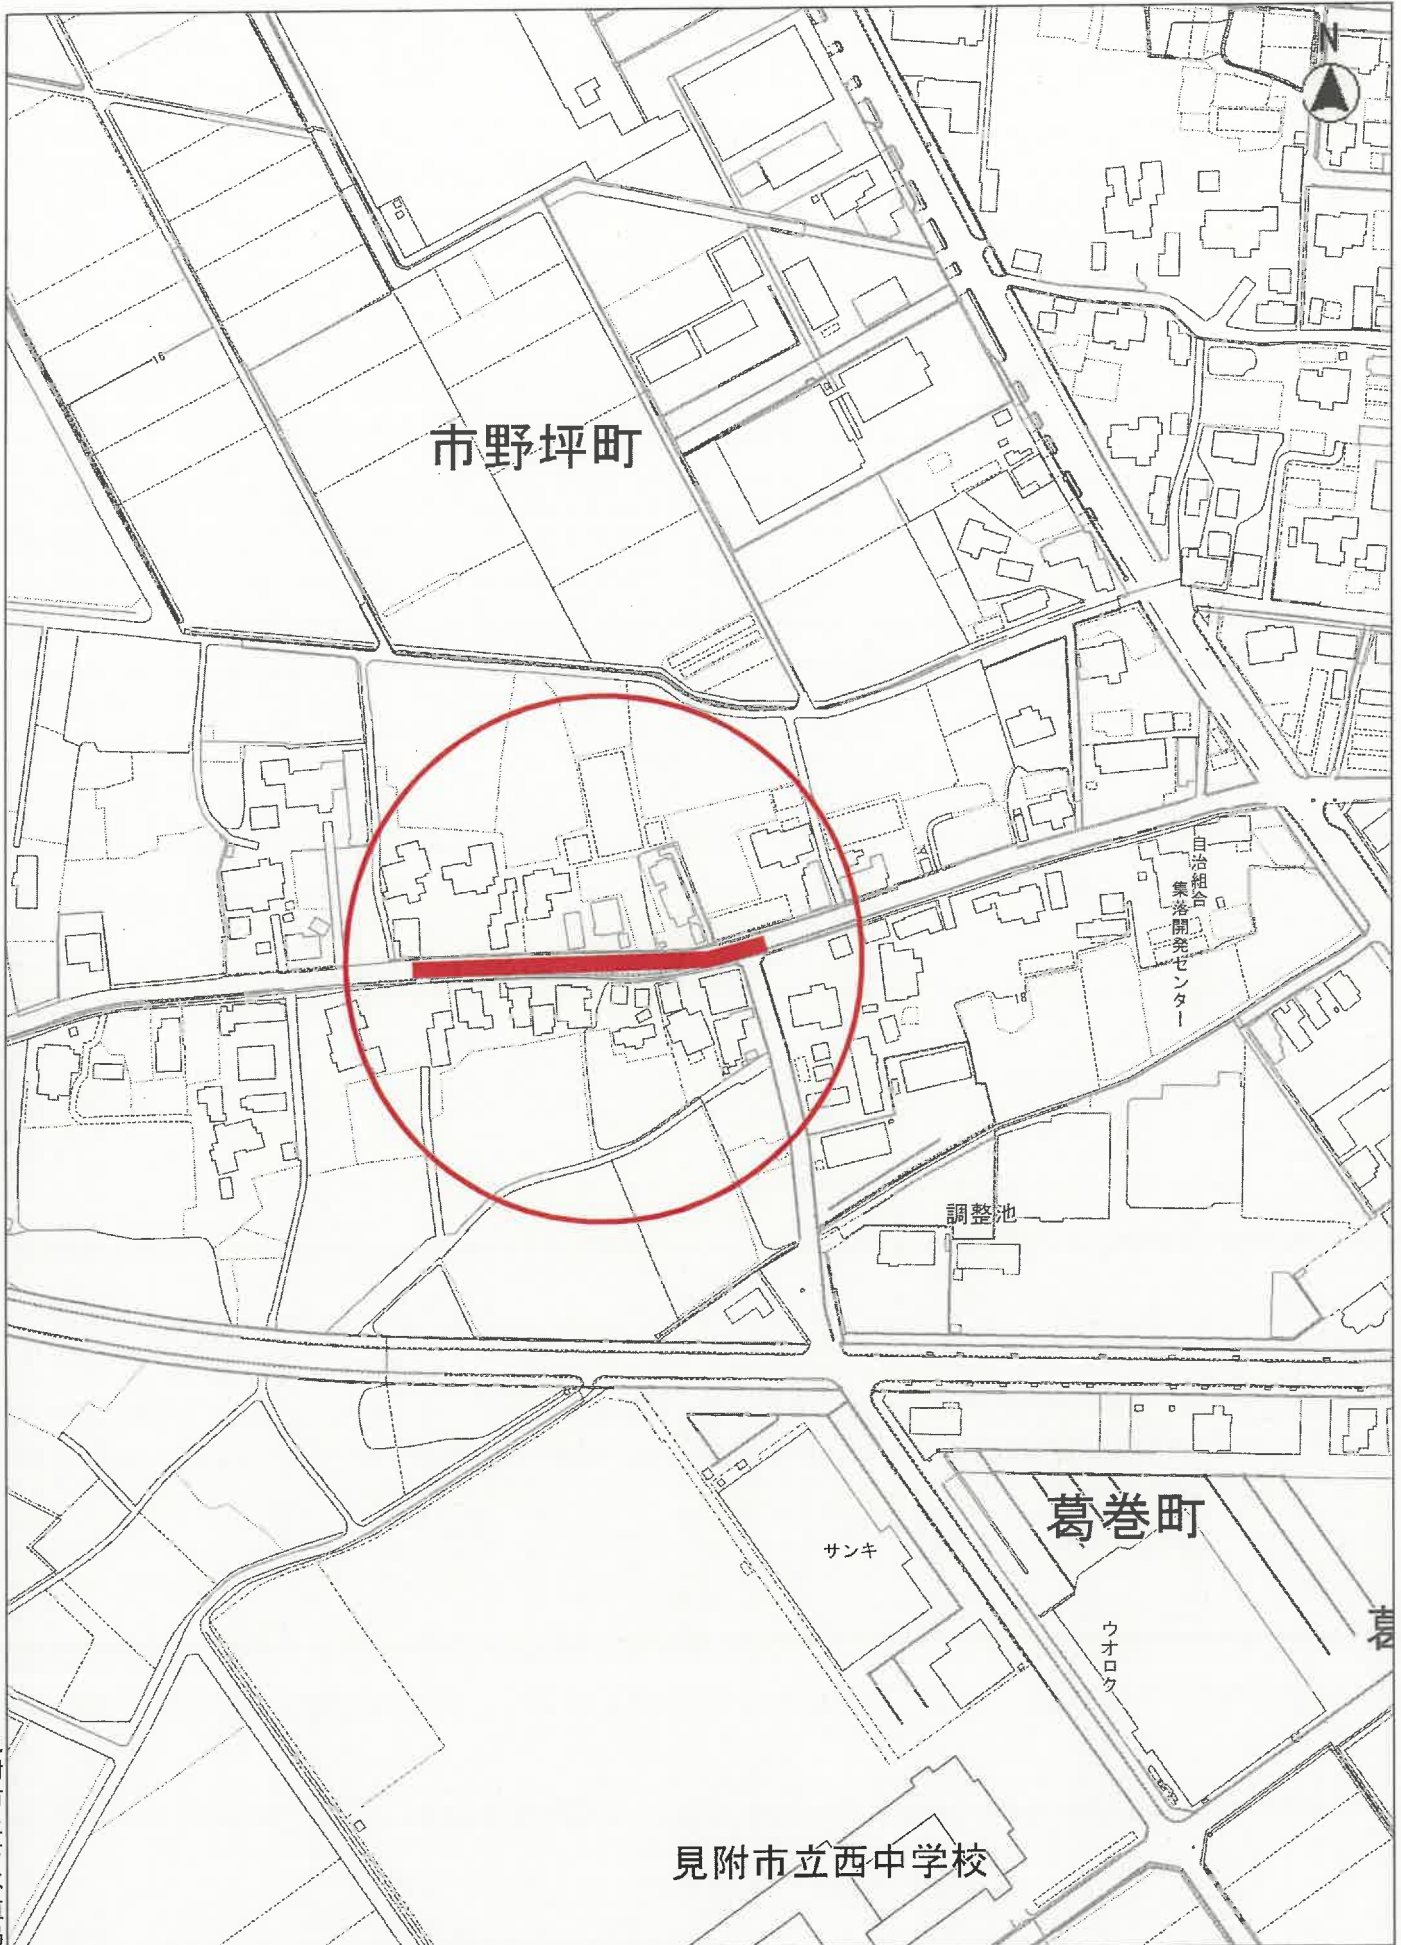 N
16
市野坪町
自治組合
集落開発センター
18
調整池
葛巻町
サンキ
ウオロク
葛
見附市立西中学校